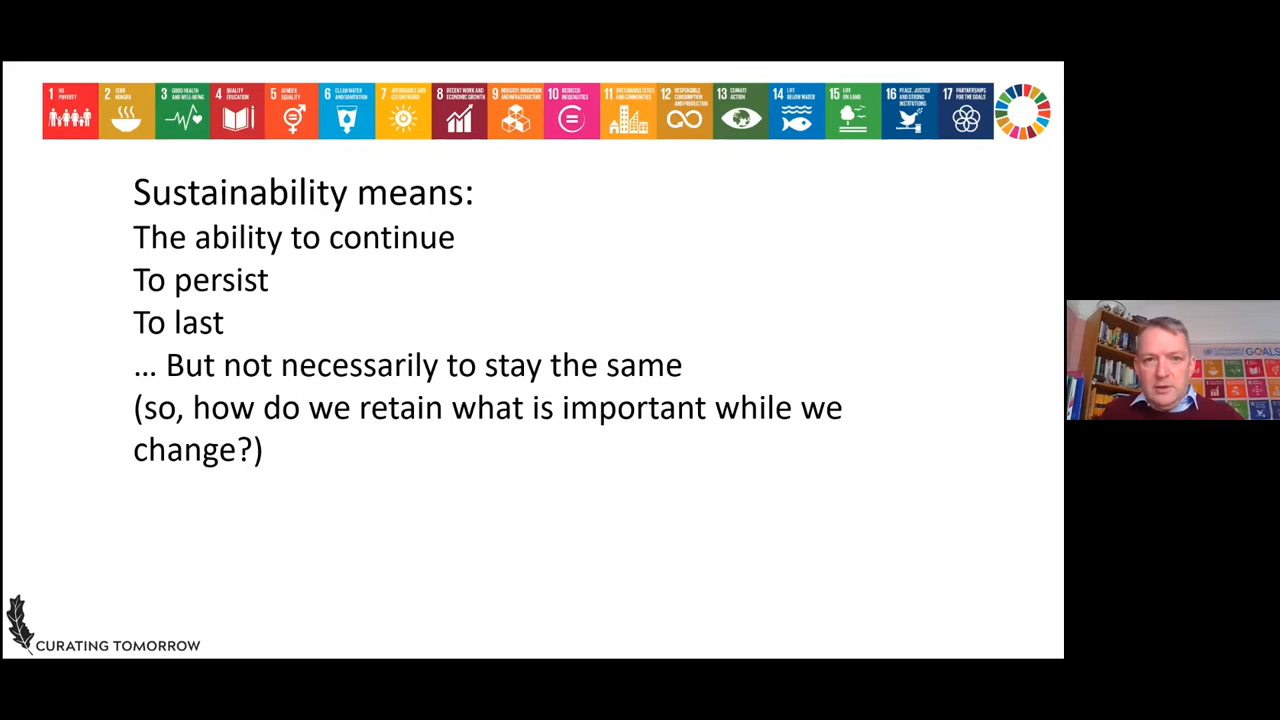 1 NO POVERTY
2 ZERO HUNGER
3 GOOD HEALTH AND WELL-BEING
4 QUALITY EDUCATION
5 GENDER EQUALITY
6 CLEAN WATER AND SANITATION
7 AFFORDABLE AND CLEAN ENERGY
8 DECENT WORK AND ECONOMIC GROWTH
9 INDUSTRY, INNOVATION AND INFRASTRUCTURE
10 REDUCED INEQUALITIES
11 SUSTAINABLE CITIES AND COMMUNITIES
12 RESPONSIBLE CONSUMPTION AND PRODUCTION
13 CLIMATE ACTION
14 LIFE BELOW WATER
15 LIFE ON LAND
16 PEACE, JUSTICE AND STRONG INSTITUTIONS
17 PARTNERSHIPS FOR THE GOALS
Sustainability means:
The ability to continue
To persist
To last
... But not necessarily to stay the same
(so, how do we retain what is important while we
change?)
GOALS
CURATING TOMORROW